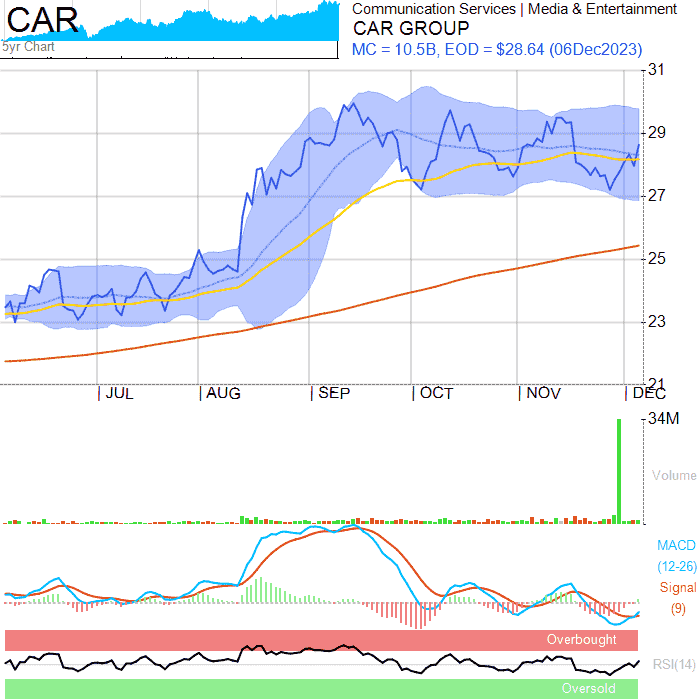 CAR
5yr Chart
Communication Services | Media & Entertainment
CAR GROUP
MC = 10.5B, EOD = $28.64 (06Dec2023)
31
29
27
25
23
21
JUL AUG SEP OCT NOV DEC
34M
Volume
MACD
(12-26)
Signal
(9)
Overbought
RSI(14)
Oversold